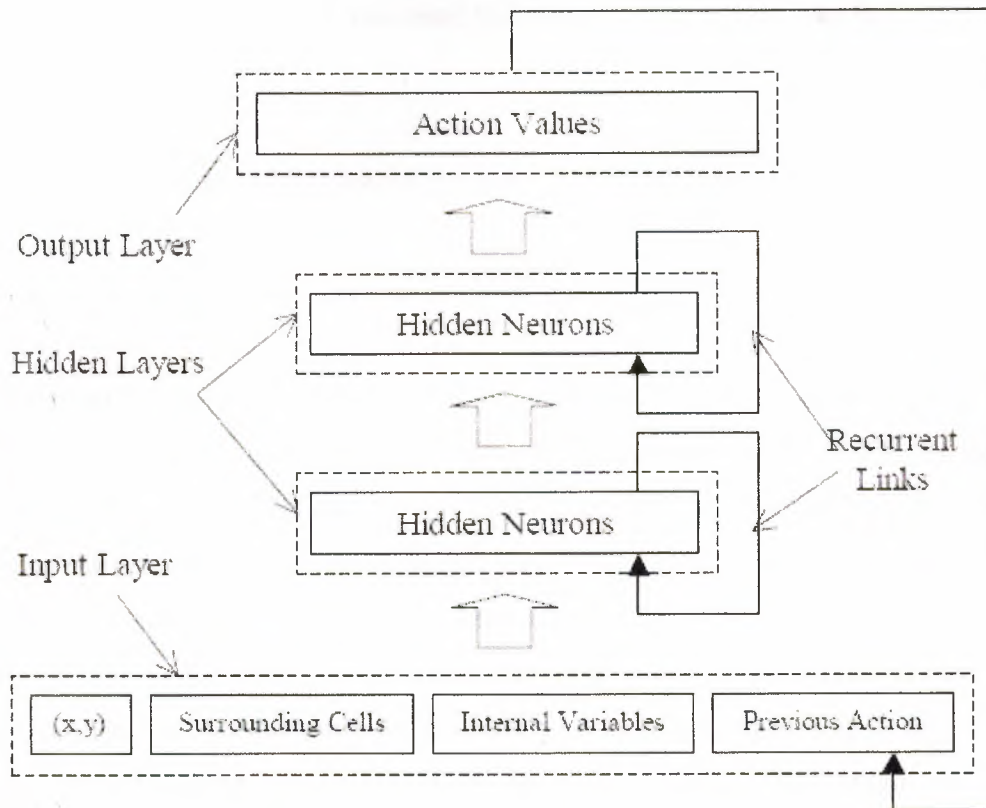 Action Values
Output Layer
Hidden Neurons
Hidden Layers
Recurrent
Links
Hidden Neurons
Input Layer
(x,y)
Surrounding Cells
Internal Variables
Previous Action